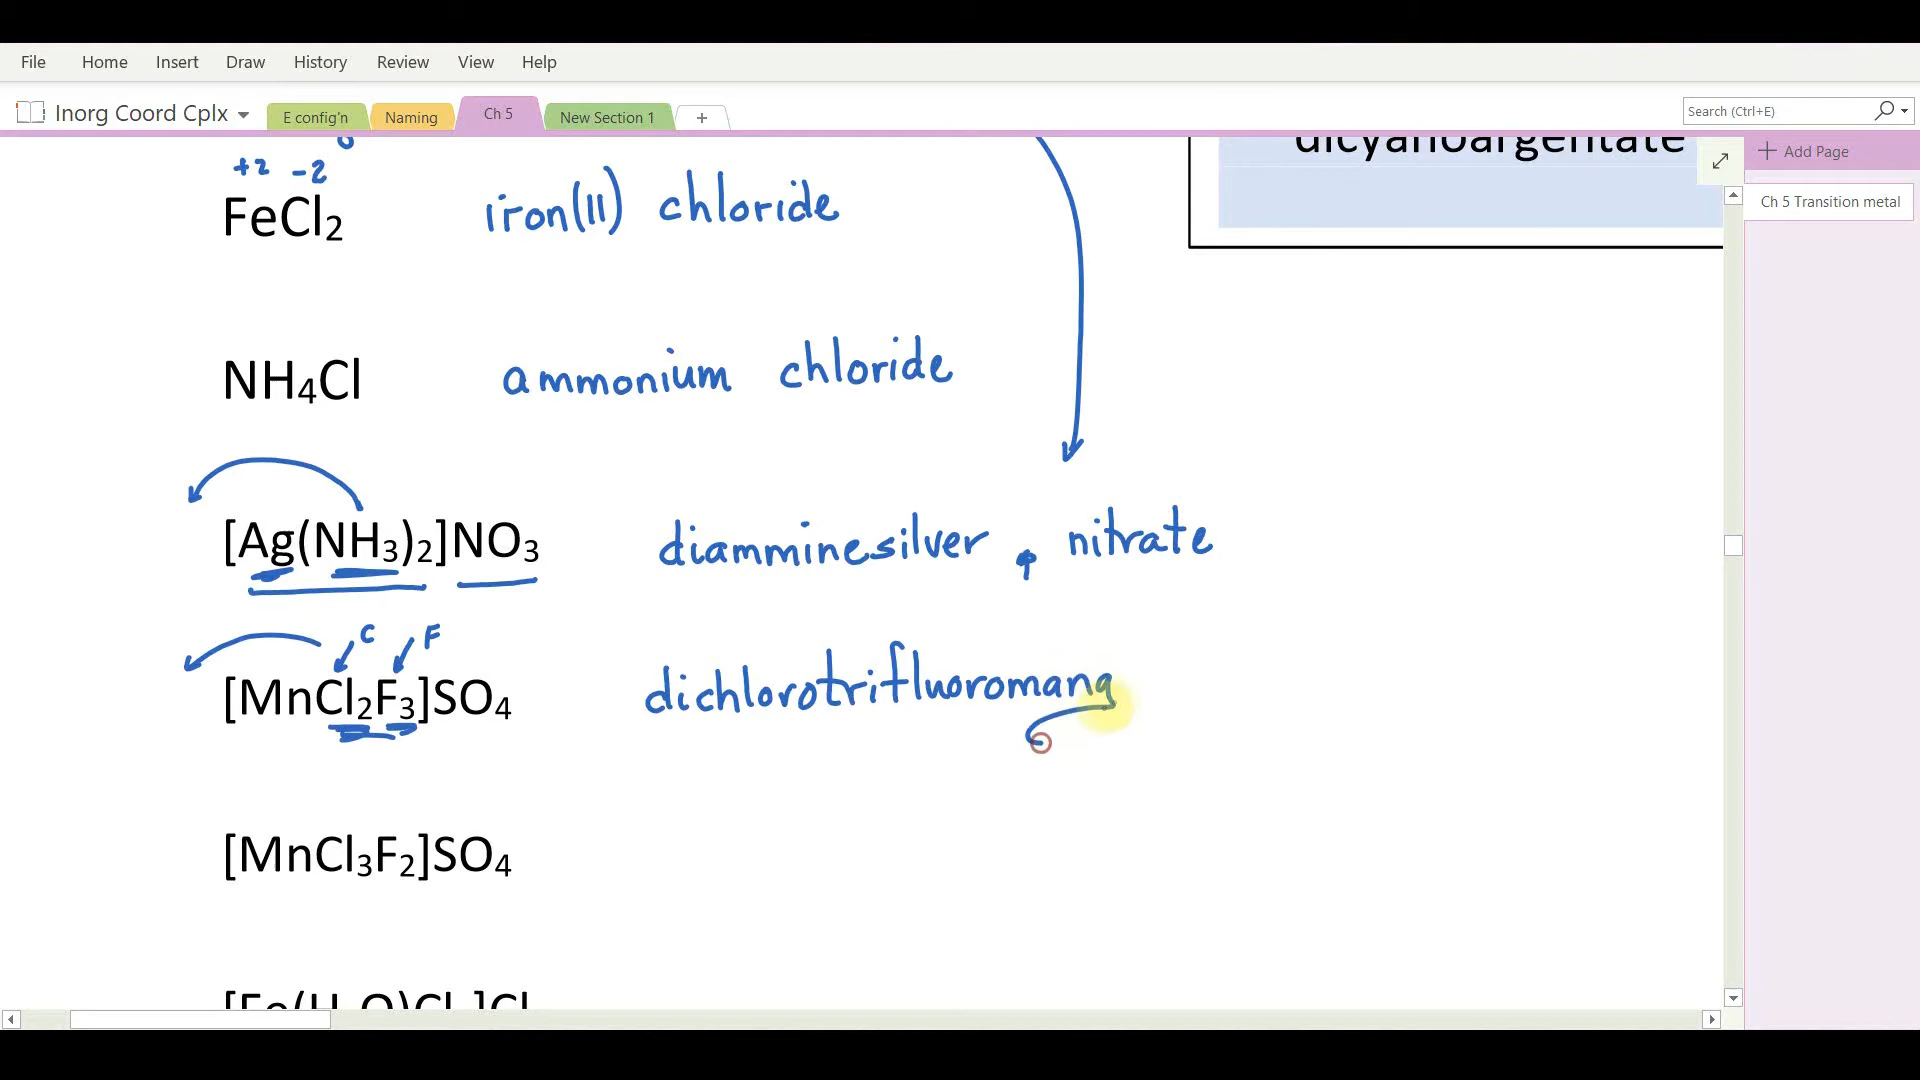 File Home Insert Draw History Review View Help
Inorg Coord Cplx E config'n Naming Ch 5 New Section 1 + Search (Ctrl+E)
dicyanoargentate
+ Add Page
Ch 5 Transition metal
+2 -2
FeCl₂ iron(II) chloride
NH₄Cl ammonium chloride
[Ag(NH₃)₂]NO₃ diamminesilver nitrate
C F
[MnCl₂F₃]SO₄ dichlorotrifluoromang
[MnCl₃F₂]SO₄